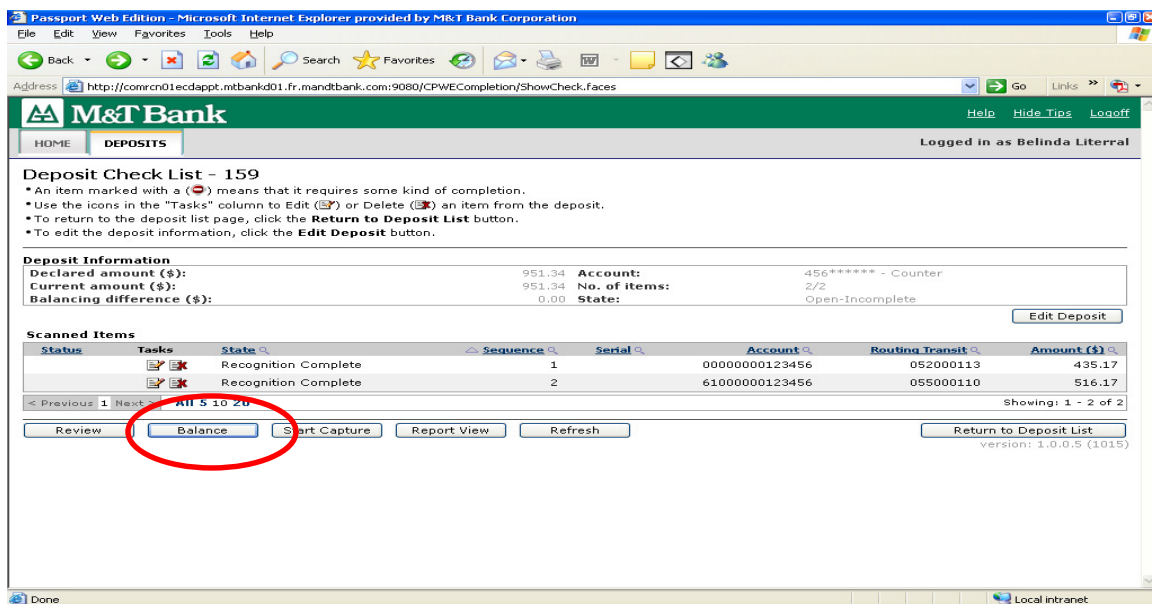 Passport Web Edition - Microsoft Internet Explorer provided by M&T Bank Corporation
File Edit View Favorites Tools Help
Back Search Favorites
Address http://comrcn01ecdappt.mtbankd01.fr.mandtbank.com:9080/CPWECompletion/ShowCheck.faces Go Links »
M&T Bank Help Hide Tips Logoff
HOME DEPOSITS Logged in as Belinda Literral
Deposit Check List - 159
• An item marked with a ( ) means that it requires some kind of completion.
• Use the icons in the "Tasks" column to Edit ( ) or Delete ( ) an item from the deposit.
• To return to the deposit list page, click the Return to Deposit List button.
• To edit the deposit information, click the Edit Deposit button.
Deposit Information
Declared amount ($): 951.34 Account: 456****** - Counter
Current amount ($): 951.34 No. of items: 2/2
Balancing difference ($): 0.00 State: Open-Incomplete
Edit Deposit
Scanned Items
Status Tasks State Sequence Serial Account Routing Transit Amount ($)
Recognition Complete 1 00000000123456 052000113 435.17
Recognition Complete 2 61000000123456 055000110 516.17
< Previous 1 Next > All 5 10 20 Showing: 1 - 2 of 2
Review Balance Start Capture Report View Refresh Return to Deposit List
version: 1.0.0.5 (1015)
Done Local intranet